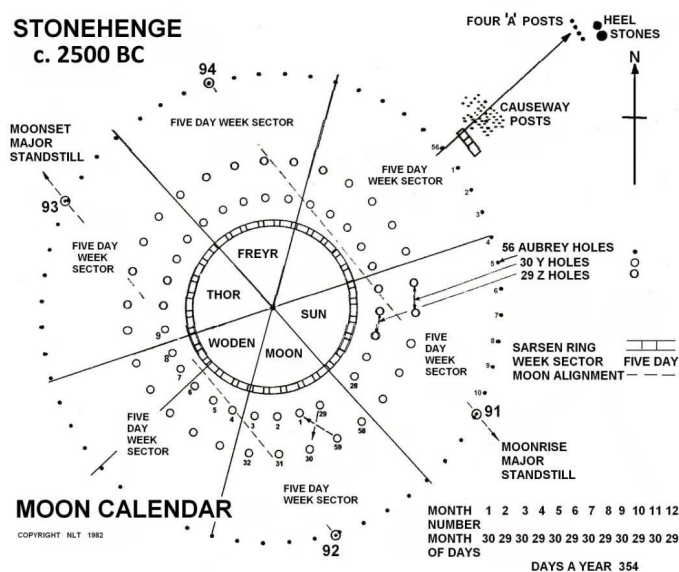 STONEHENGE
c. 2500 BC
FOUR 'A' POSTS
HEEL
STONES
N
94
FIVE DAY WEEK SECTOR
CAUSEWAY
POSTS
MOONSET
MAJOR
STANDSTILL
56
1
2
3
4
5
6
7
8
9
10
FIVE DAY
WEEK SECTOR
93
FIVE DAY
WEEK
SECTOR
FREYR
THOR
SUN
WODEN
MOON
56 AUBREY HOLES
30 Y HOLES
29 Z HOLES
SARSEN RING
WEEK SECTOR FIVE DAY
MOON ALIGNMENT
FIVE
DAY
WEEK
SECTOR
9
8
7
6
5
4
3
2
1
29
28
58
59
30
31
32
91
MOONRISE
MAJOR
STANDSTILL
FIVE
DAY
WEEK
SECTOR
FIVE DAY
WEEK SECTOR
92
MOON CALENDAR
COPYRIGHT NLT 1982
MONTH 1 2 3 4 5 6 7 8 9 10 11 12
NUMBER
MONTH 30 29 30 29 30 29 30 29 30 29 30 29
OF DAYS
DAYS A YEAR 354